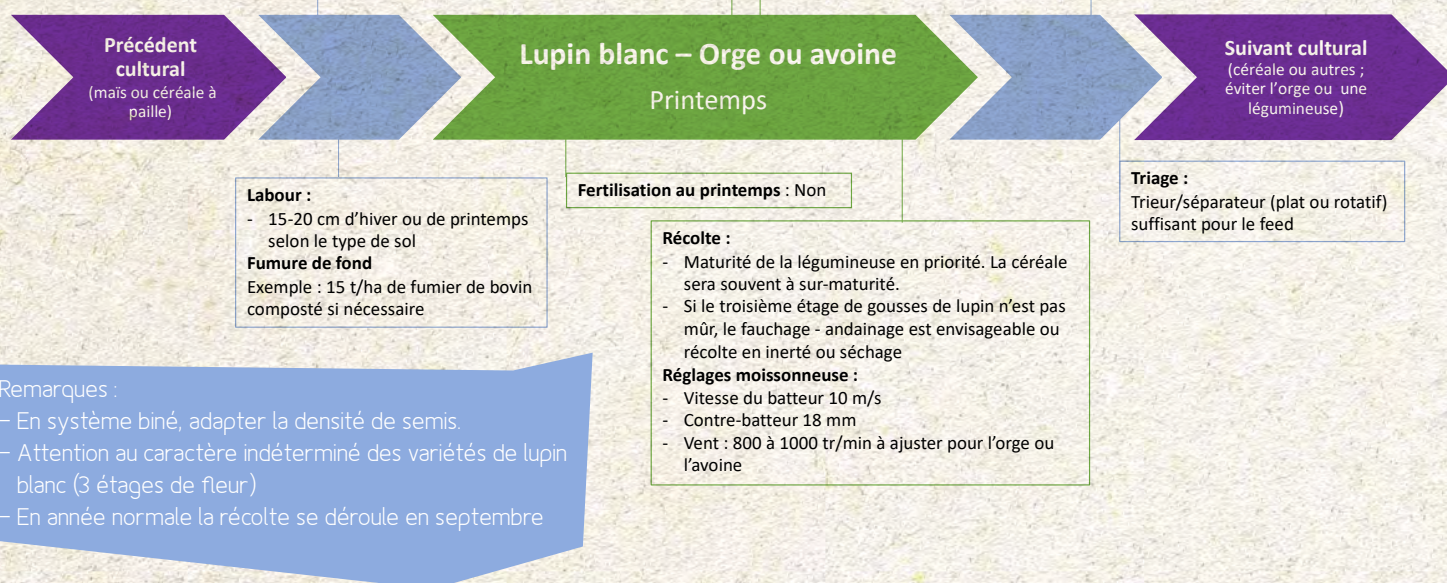 Précédent
cultural
(maïs ou céréale à
paille)
Lupin blanc – Orge ou avoine
Printemps
Suivant cultural
(céréale ou autres ;
éviter l’orge ou une
légumineuse)
Labour :
- 15-20 cm d’hiver ou de printemps
selon le type de sol
Fumure de fond
Exemple : 15 t/ha de fumier de bovin
composté si nécessaire
Fertilisation au printemps : Non
Récolte :
- Maturité de la légumineuse en priorité. La céréale
sera souvent à sur-maturité.
- Si le troisième étage de gousses de lupin n’est pas
mûr, le fauchage - andainage est envisageable ou
récolte en inerté ou séchage
Réglages moissonneuse :
- Vitesse du batteur 10 m/s
- Contre-batteur 18 mm
- Vent : 800 à 1000 tr/min à ajuster pour l’orge ou
l’avoine
Triage :
Trieur/séparateur (plat ou rotatif)
suffisant pour le feed
Remarques :
– En système biné, adapter la densité de semis.
– Attention au caractère indéterminé des variétés de lupin
blanc (3 étages de fleur)
– En année normale la récolte se déroule en septembre